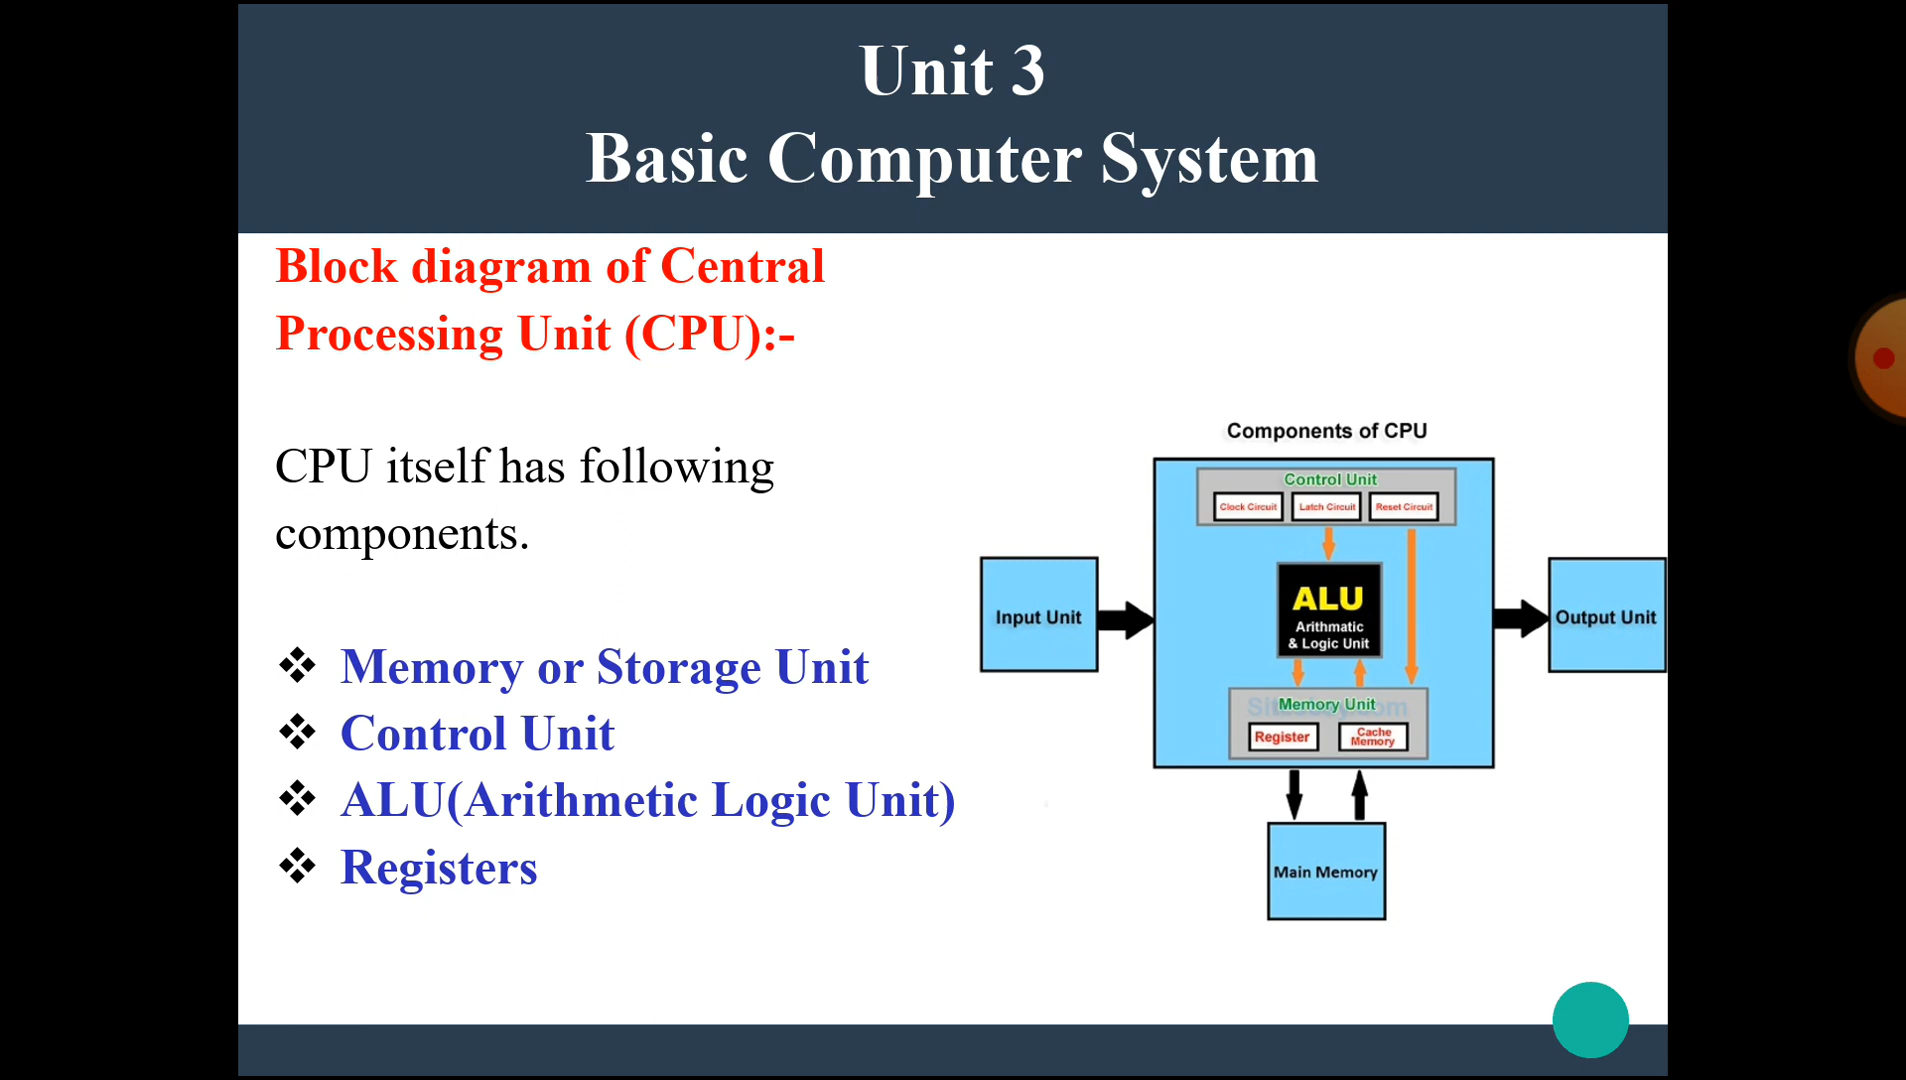 Unit 3
Basic Computer System
Block diagram of Central
Processing Unit (CPU):-
CPU itself has following
components.
❖ Memory or Storage Unit
❖ Control Unit
❖ ALU(Arithmetic Logic Unit)
❖ Registers
Components of CPU
Control Unit
Clock Circuit
Latch Circuit
Reset Circuit
Input Unit
ALU
Arithmatic
& Logic Unit
Output Unit
Memory Unit
Register
Cache
Memory
Main Memory